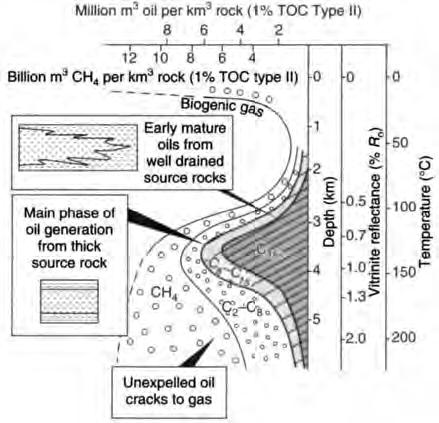 Million m³ oil per km³ rock (1% TOC Type II)
8 6 4 2
12 10 8 6 4
Billion m³ CH₄ per km³ rock (1% TOC type II)
0 0 0
Biogenic gas
Early mature
oils from
well drained
source rocks
1
50
2
Main phase of
oil generation
from thick
source rock
0.5
100
3
0.7
4
1.0
150
1.3
5
2.0
200
Depth (km)
Vitrinite reflectance (% Rₒ)
Temperature (°C)
CH₄
C₂–C₈
Unexpelled oil
cracks to gas